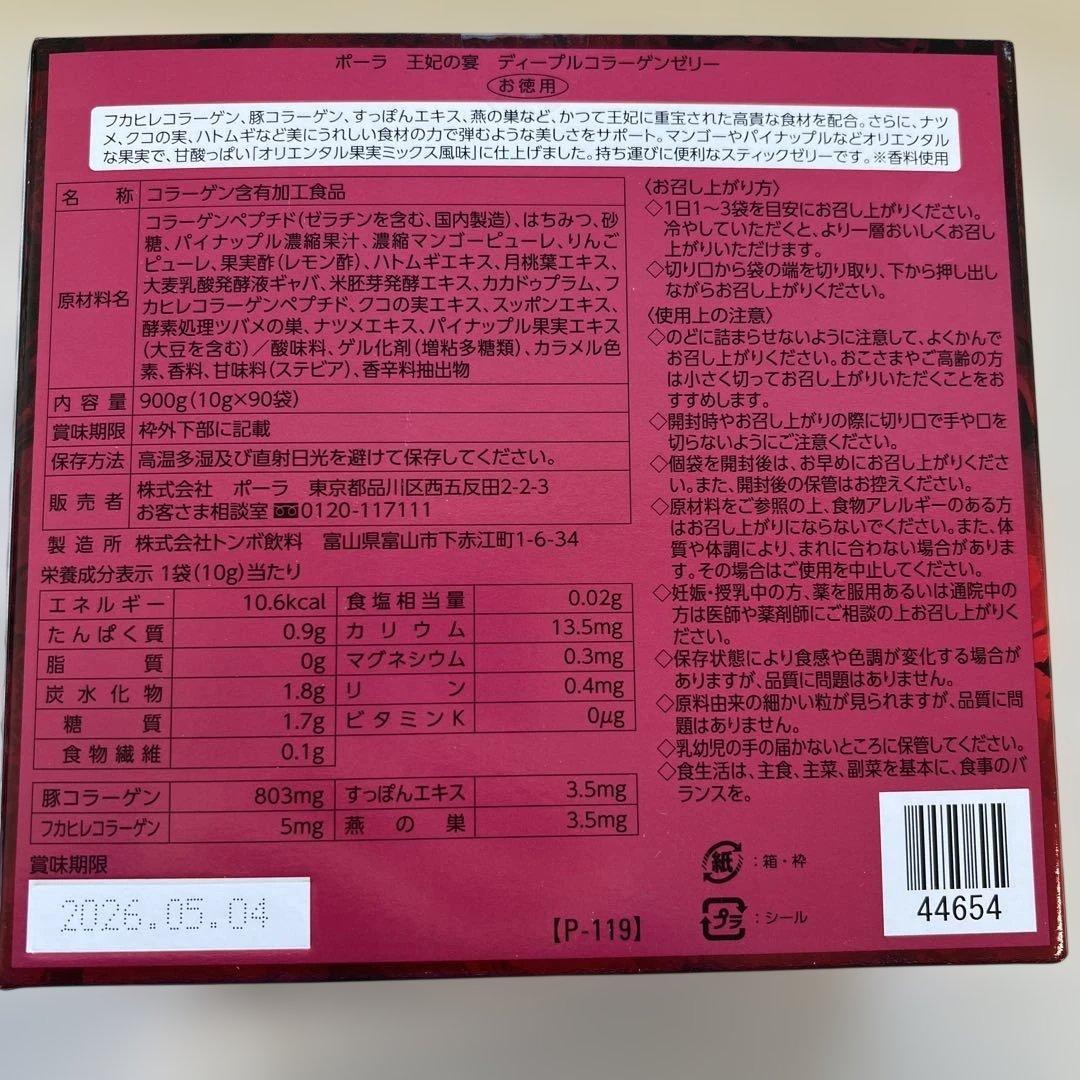 ポーラ 王妃の宴 ディープルコラーゲンゼリー
お徳用
フカヒレコラーゲン、豚コラーゲン、すっぽんエキス、燕の巣など、かつて王妃に重宝された高貴な食材を配合。さらに、ナツ
メ、クコの実、ハトムギなど美にうれしい食材の力で弾むような美しさをサポート。マンゴーやパイナップルなどオリエンタル
な果実で、甘酸っぱい「オリエンタル果実ミックス風味」に仕上げました。持ち運びに便利なスティックゼリーです。※香料使用
名称 コラーゲン含有加工食品
原材料名
コラーゲンペプチド(ゼラチンを含む、国内製造)、はちみつ、砂
糖、パイナップル濃縮果汁、濃縮マンゴーピューレ、りんご
ピューレ、果実酢(レモン酢)、ハトムギエキス、月桃葉エキス、
大麦乳酸発酵液ギャバ、米胚芽発酵エキス、カカドゥプラム、フ
カヒレコラーゲンペプチド、クコの実エキス、スッポンエキス、
酵素処理ツバメの巣、ナツメエキス、パイナップル果実エキス
(大豆を含む)/酸味料、ゲル化剤(増粘多糖類)、カラメル色
素、香料、甘味料(ステビア)、香辛料抽出物
内容量 900g(10g×90袋)
賞味期限 枠外下部に記載
保存方法 高温多湿及び直射日光を避けて保存してください。
販売者 株式会社 ポーラ 東京都品川区西五反田2-2-3
お客さま相談室 0120-117111
製造所 株式会社トンボ飲料 富山県富山市下赤江町1-6-34
栄養成分表示 1袋(10g)当たり
エネルギー 10.6kcal 食塩相当量 0.02g
たんぱく質 0.9g カリウム 13.5mg
脂質 0g マグネシウム 0.3mg
炭水化物 1.8g リン 0.4mg
糖質 1.7g ビタミンK 0μg
食物繊維 0.1g
豚コラーゲン 803mg すっぽんエキス 3.5mg
フカヒレコラーゲン 5mg 燕の巣 3.5mg
賞味期限
2026.05.04
【P-119】
〈お召し上がり方〉
◇1日1～3袋を目安にお召し上がりください。
冷やしていただくと、より一層おいしくお召し
上がりいただけます。
◇切り口から袋の端を切り取り、下から押し出し
ながらお召し上がりください。
〈使用上の注意〉
◇のどに詰まらせないように注意して、よくかんで
お召し上がりください。おこさまやご高齢の方
は小さく切ってお召し上がりいただくことをお
すすめします。
◇開封時やお召し上がりの際に切り口で手や口を
切らないようにご注意ください。
◇個袋を開封後は、お早めにお召し上がりくださ
い。また、開封後の保管はお控えください。
◇原材料をご参照の上、食物アレルギーのある方
はお召し上がりにならないでください。また、体
質や体調により、まれに合わない場合がありま
す。その場合はご使用を中止してください。
◇妊娠・授乳中の方、薬を服用あるいは通院中の
方は医師や薬剤師にご相談の上お召し上がりく
ださい。
◇保存状態により食感や色調が変化する場合が
ありますが、品質に問題はありません。
◇原料由来の細かい粒が見られますが、品質に問
題はありません。
◇乳幼児の手の届かないところに保管してください。
◇食生活は、主食、主菜、副菜を基本に、食事のバ
ランスを。
紙:箱・枠
プラ:シール
44654